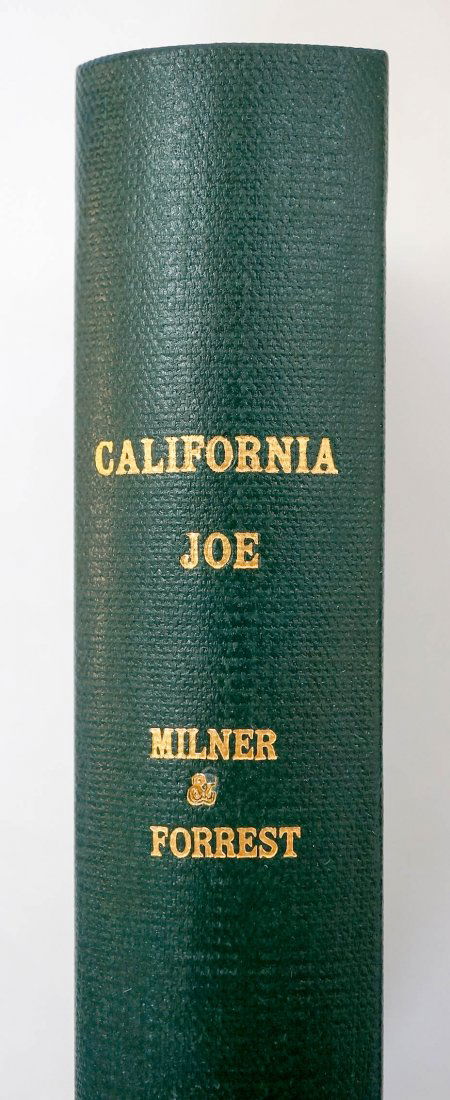 CALIFORNIA
JOE
MILNER
&
FORREST